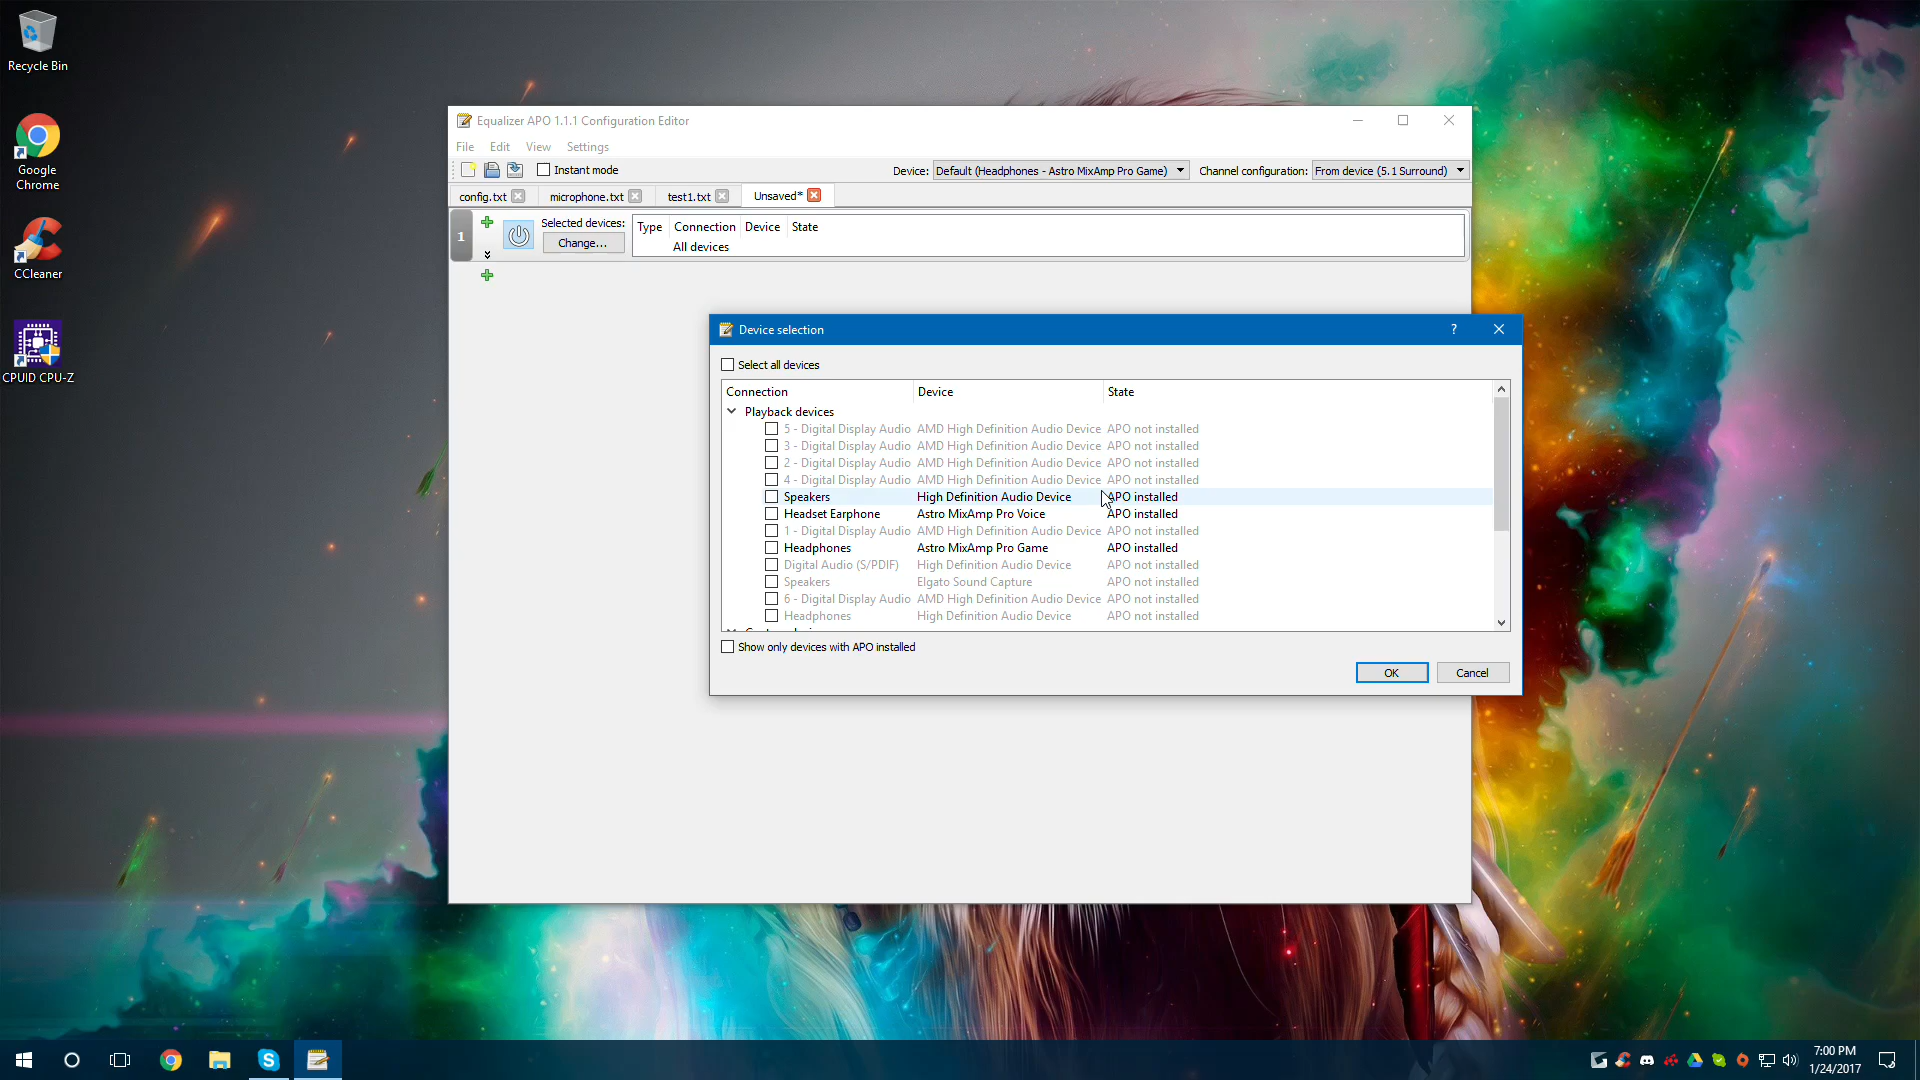 Recycle Bin
Google
Chrome
CCleaner
CPUID CPU-Z
Equalizer APO 1.1.1 Configuration Editor
File Edit View Settings
Instant mode
Device: Default (Headphones - Astro MixAmp Pro Game) Channel configuration: From device (5.1 Surround)
config.txt microphone.txt test1.txt Unsaved*
1
Selected devices:
Change...
Type Connection Device State
All devices
Device selection
?
Select all devices
Connection Device State
Playback devices
5 - Digital Display Audio AMD High Definition Audio Device APO not installed
3 - Digital Display Audio AMD High Definition Audio Device APO not installed
2 - Digital Display Audio AMD High Definition Audio Device APO not installed
4 - Digital Display Audio AMD High Definition Audio Device APO not installed
Speakers High Definition Audio Device APO installed
Headset Earphone Astro MixAmp Pro Voice APO installed
1 - Digital Display Audio AMD High Definition Audio Device APO not installed
Headphones Astro MixAmp Pro Game APO installed
Digital Audio (S/PDIF) High Definition Audio Device APO not installed
Speakers Elgato Sound Capture APO not installed
6 - Digital Display Audio AMD High Definition Audio Device APO not installed
Headphones High Definition Audio Device APO not installed
Show only devices with APO installed
OK Cancel
7:00 PM
1/24/2017